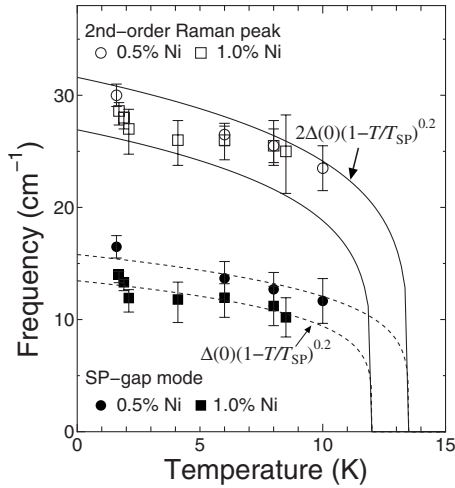 2nd-order Raman peak
○ 0.5% Ni □ 1.0% Ni
40
30
20
10
0
Frequency (cm⁻¹)
2Δ(0)(1−T/T_SP)^0.2
Δ(0)(1−T/T_SP)^0.2
SP-gap mode
● 0.5% Ni ■ 1.0% Ni
0 5 10 15
Temperature (K)